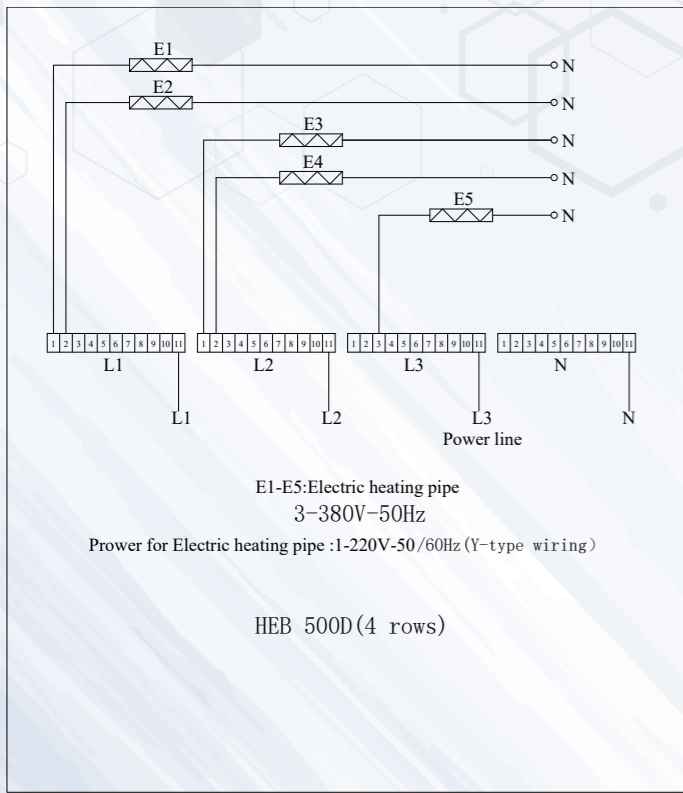 E1
N
E2
N
E3
N
E4
N
E5
N
1 2 3 4 5 6 7 8 9 10 11 1 2 3 4 5 6 7 8 9 10 11 1 2 3 4 5 6 7 8 9 10 11 1 2 3 4 5 6 7 8 9 10 11
L1 L2 L3 N
L1 L2 L3 N
Power line
E1-E5:Electric heating pipe
3-380V-50Hz
Prower for Electric heating pipe :1-220V-50/60Hz(Y-type wiring)
HEB 500D(4 rows)